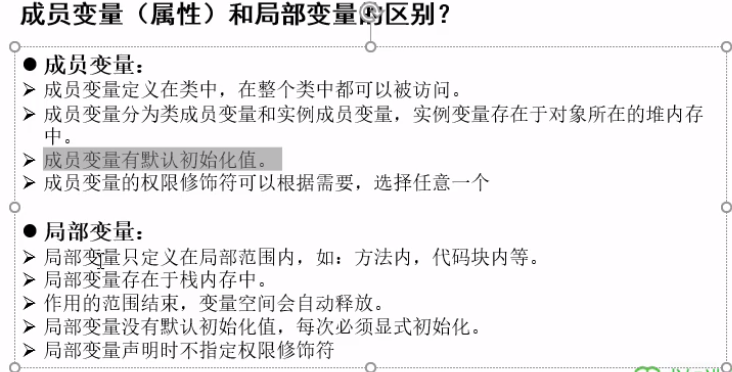 成员变量（属性）和局部变量的区别？
● 成员变量：
➢ 成员变量定义在类中，在整个类中都可以被访问。
➢ 成员变量分为类成员变量和实例成员变量，实例变量存在于对象所在的堆内存
中。
➢ 成员变量有默认初始化值。
➢ 成员变量的权限修饰符可以根据需要，选择任意一个
● 局部变量：
➢ 局部变量只定义在局部范围内，如：方法内，代码块内等。
➢ 局部变量存在于栈内存中。
➢ 作用的范围结束，变量空间会自动释放。
➢ 局部变量没有默认初始化值，每次必须显式初始化。
➢ 局部变量声明时不指定权限修饰符